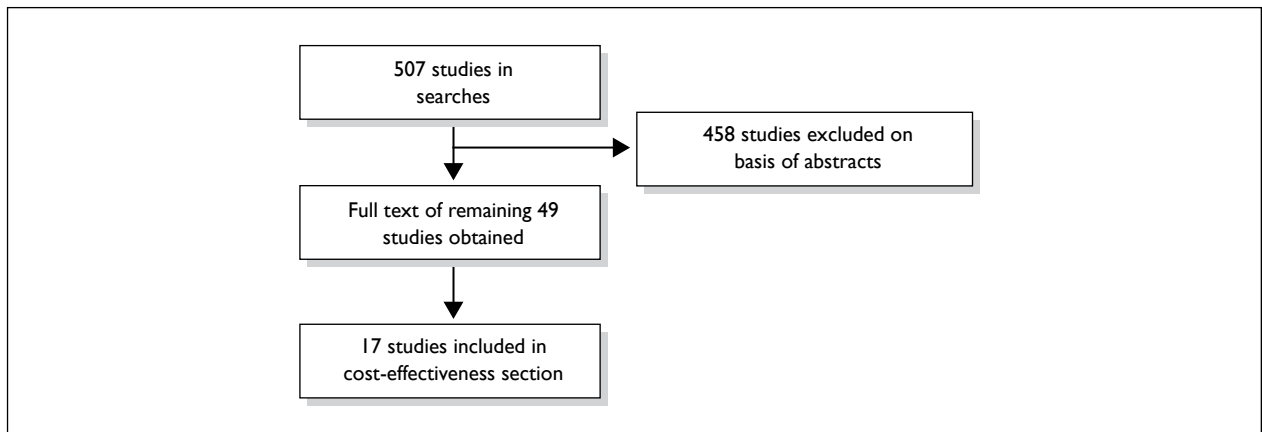 507 studies in
searches
458 studies excluded on
basis of abstracts
Full text of remaining 49
studies obtained
17 studies included in
cost-effectiveness section